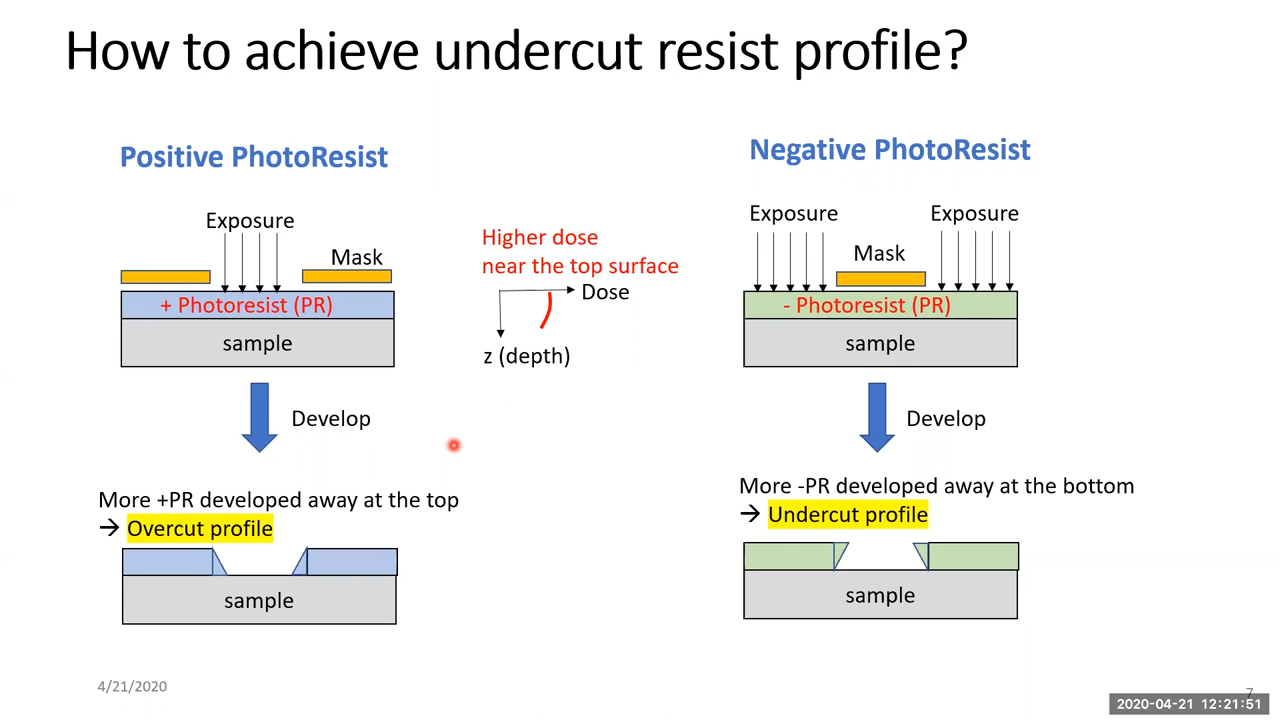 How to achieve undercut resist profile?
Positive PhotoResist
Exposure
Mask
+ Photoresist (PR)
sample
Develop
More +PR developed away at the top
→ Overcut profile
sample
Higher dose
near the top surface
Dose
z (depth)
Negative PhotoResist
Exposure
Exposure
Mask
- Photoresist (PR)
sample
Develop
More -PR developed away at the bottom
→ Undercut profile
sample
4/21/2020
7
2020-04-21 12:21:51